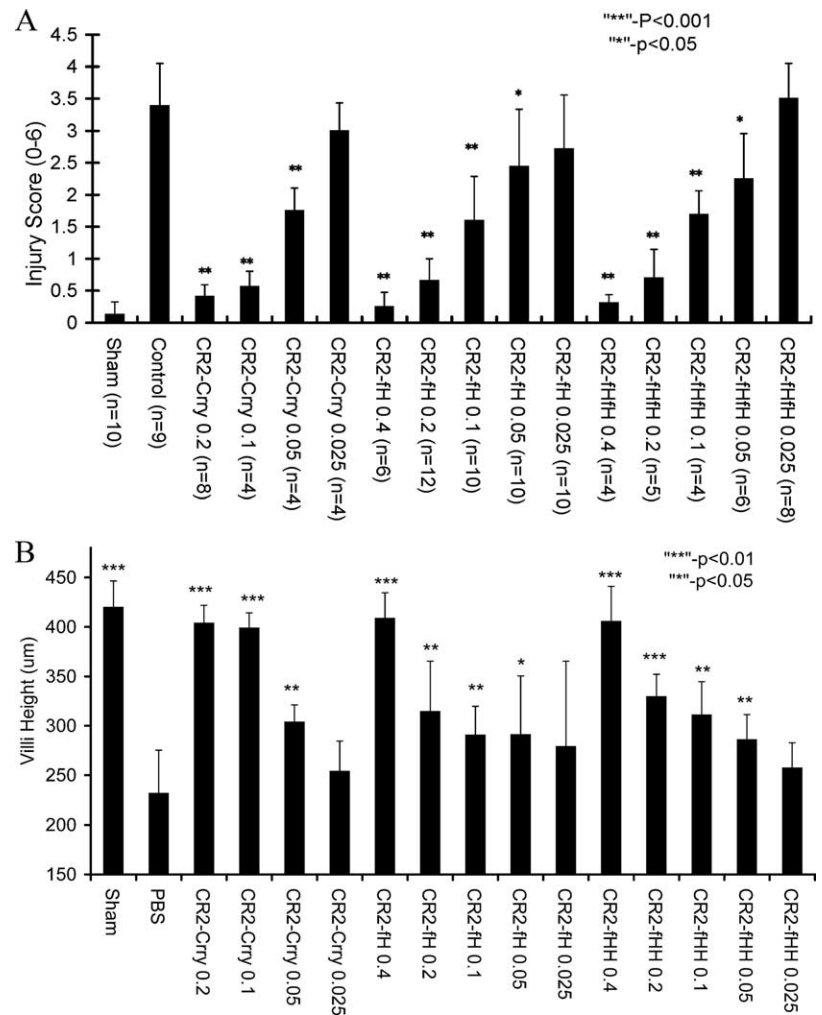 A
"**"-P<0.001
"*"-p<0.05
Injury Score (0-6)
4.5
4
3.5
3
2.5
2
1.5
1
0.5
0
**
**
**
**
**
**
*
**
**
**
*
Sham (n=10)
Control (n=9)
CR2-Crry 0.2 (n=8)
CR2-Crry 0.1 (n=4)
CR2-Crry 0.05 (n=4)
CR2-Crry 0.025 (n=4)
CR2-fH 0.4 (n=6)
CR2-fH 0.2 (n=12)
CR2-fH 0.1 (n=10)
CR2-fH 0.05 (n=10)
CR2-fH 0.025 (n=10)
CR2-fHfH 0.4 (n=4)
CR2-fHfH 0.2 (n=5)
CR2-fHfH 0.1 (n=4)
CR2-fHfH 0.05 (n=6)
CR2-fHfH 0.025 (n=8)
B
"**"-p<0.01
"*"-p<0.05
Villi Height (um)
450
400
350
300
250
200
150
***
***
***
**
***
**
**
*
***
***
**
**
Sham
PBS
CR2-Crry 0.2
CR2-Crry 0.1
CR2-Crry 0.05
CR2-Crry 0.025
CR2-fH 0.4
CR2-fH 0.2
CR2-fH 0.1
CR2-fH 0.05
CR2-fH 0.025
CR2-fHH 0.4
CR2-fHH 0.2
CR2-fHH 0.1
CR2-fHH 0.05
CR2-fHH 0.025